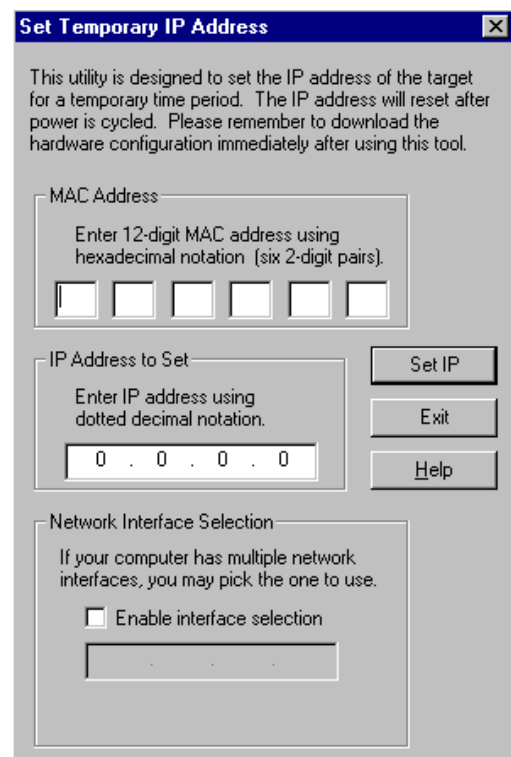 Set Temporary IP Address
This utility is designed to set the IP address of the target
for a temporary time period. The IP address will reset after
power is cycled. Please remember to download the
hardware configuration immediately after using this tool.
MAC Address
Enter 12-digit MAC address using
hexadecimal notation (six 2-digit pairs).
IP Address to Set
Enter IP address using
dotted decimal notation.
0 . 0 . 0 . 0
Set IP
Exit
Help
Network Interface Selection
If your computer has multiple network
interfaces, you may pick the one to use.
Enable interface selection
. . .